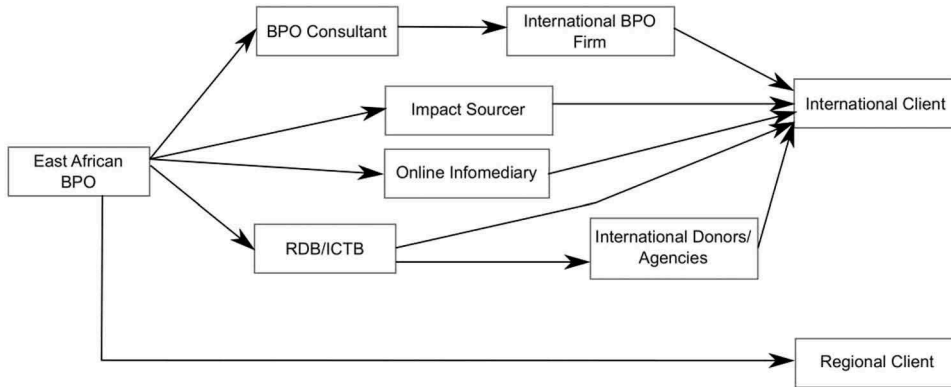 BPO Consultant
International BPO
Firm
Impact Sourcer
International Client
East African
BPO
Online Infomediary
RDB/ICTB
International Donors/
Agencies
Regional Client